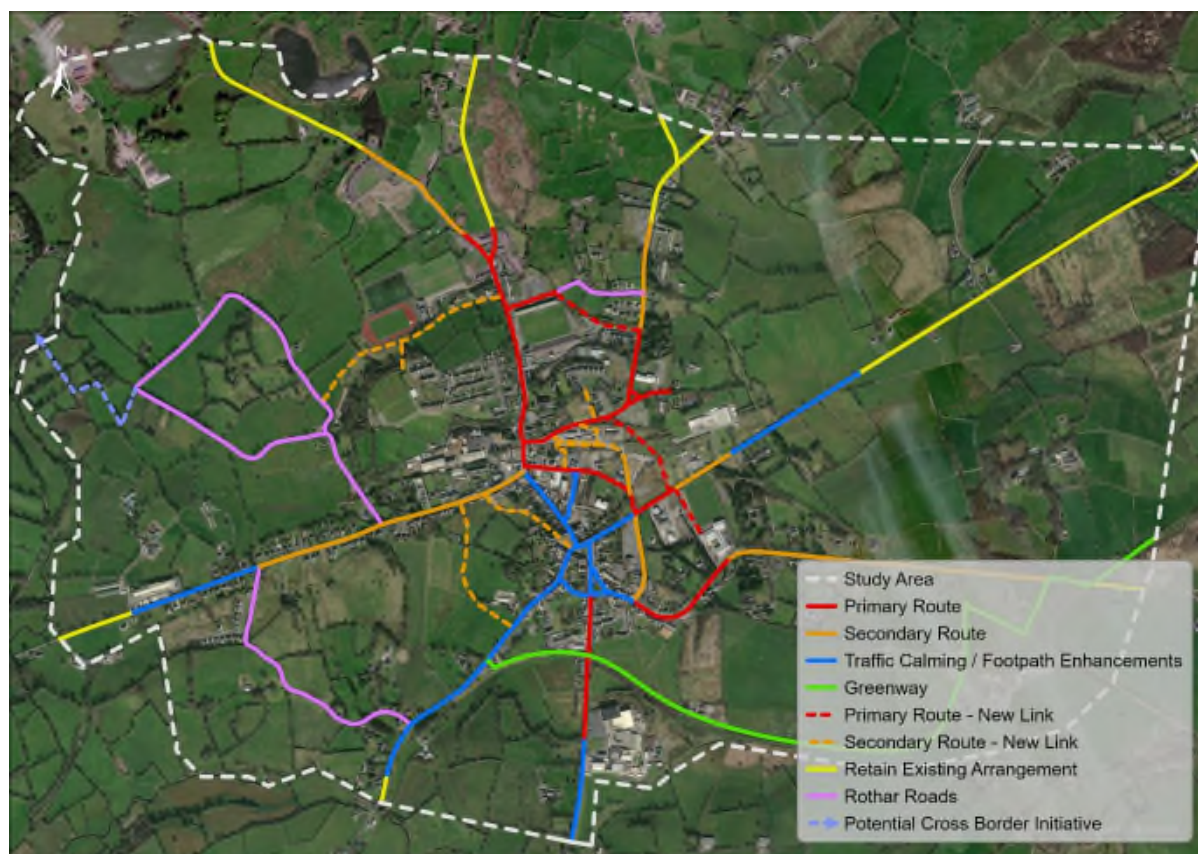 N
Study Area
Primary Route
Secondary Route
Traffic Calming / Footpath Enhancements
Greenway
Primary Route - New Link
Secondary Route - New Link
Retain Existing Arrangement
Rothar Roads
Potential Cross Border Initiative